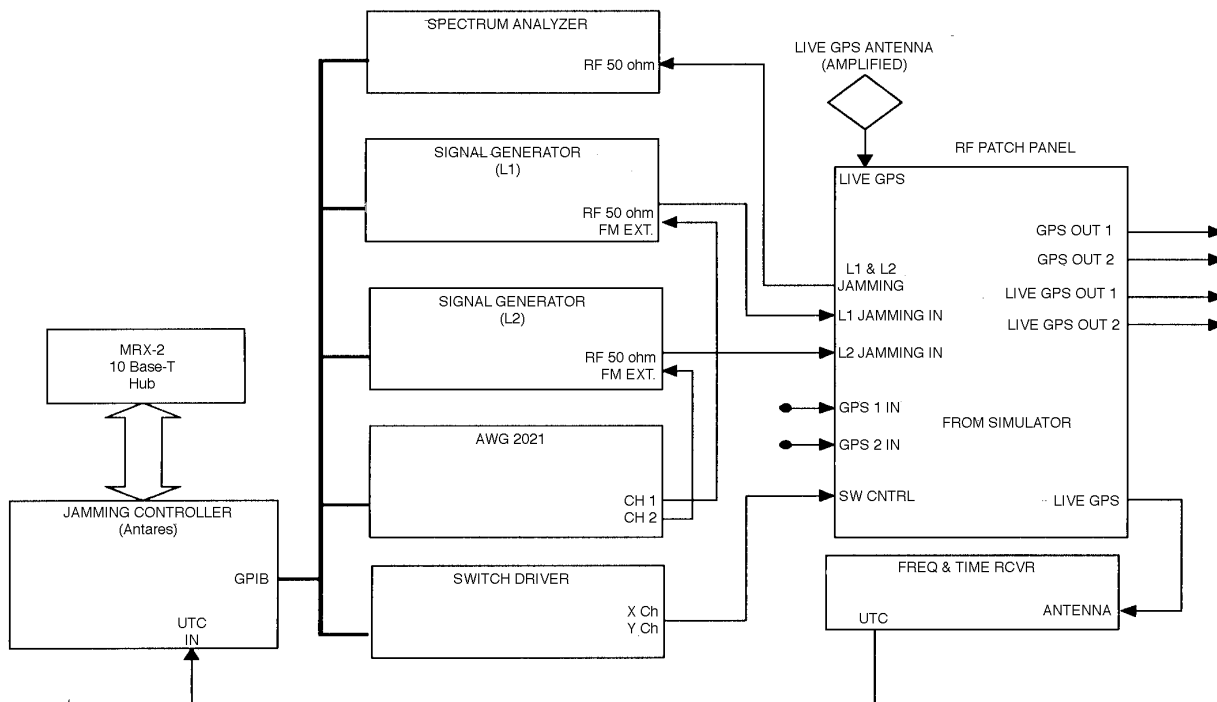 SPECTRUM ANALYZER
RF 50 ohm
LIVE GPS ANTENNA
(AMPLIFIED)
SIGNAL GENERATOR
(L1)
RF 50 ohm
FM EXT.
RF PATCH PANEL
LIVE GPS
GPS OUT 1
GPS OUT 2
LIVE GPS OUT 1
LIVE GPS OUT 2
L1 & L2
JAMMING
L1 JAMMING IN
L2 JAMMING IN
GPS 1 IN
GPS 2 IN
FROM SIMULATOR
SW CNTRL
LIVE GPS
SIGNAL GENERATOR
(L2)
RF 50 ohm
FM EXT.
MRX-2
10 Base-T
Hub
AWG 2021
CH 1
CH 2
JAMMING CONTROLLER
(Antares)
GPIB
UTC
IN
SWITCH DRIVER
X Ch
Y Ch
FREQ & TIME RCVR
ANTENNA
UTC